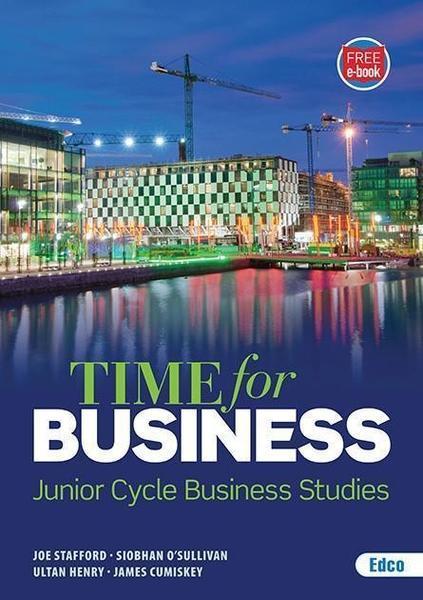 FREE
e-book
TIME for
BUSINESS
Junior Cycle Business Studies
JOE STAFFORD · SIOBHAN O'SULLIVAN
ULTAN HENRY · JAMES CUMISKEY
Edco